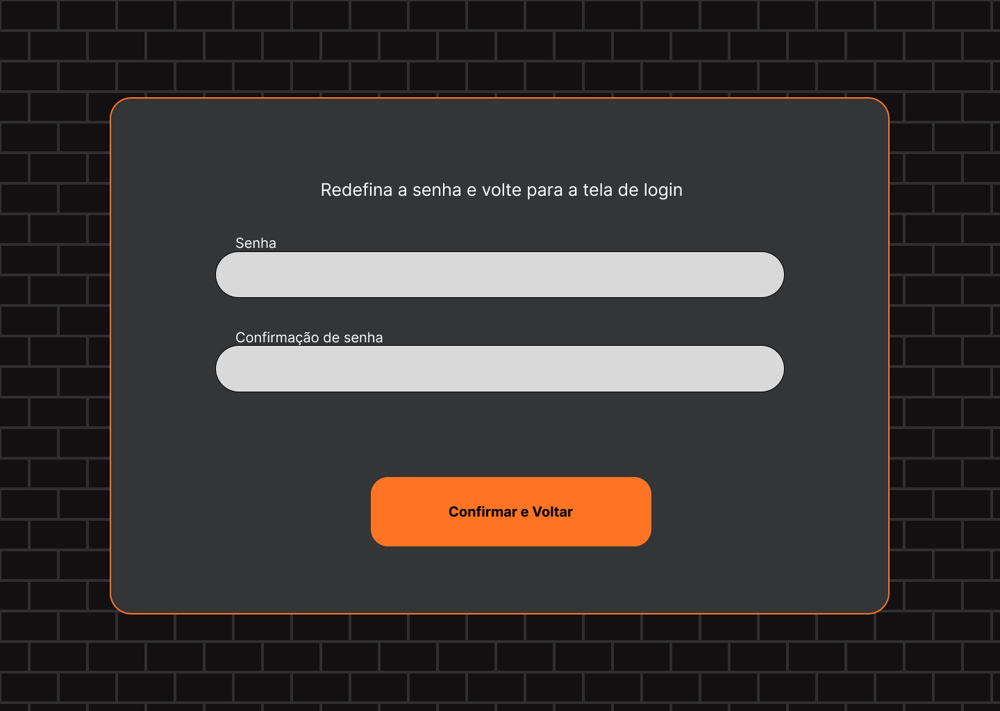 Redefina a senha e volte para a tela de login
Senha
Confirmação de senha
Confirmar e Voltar